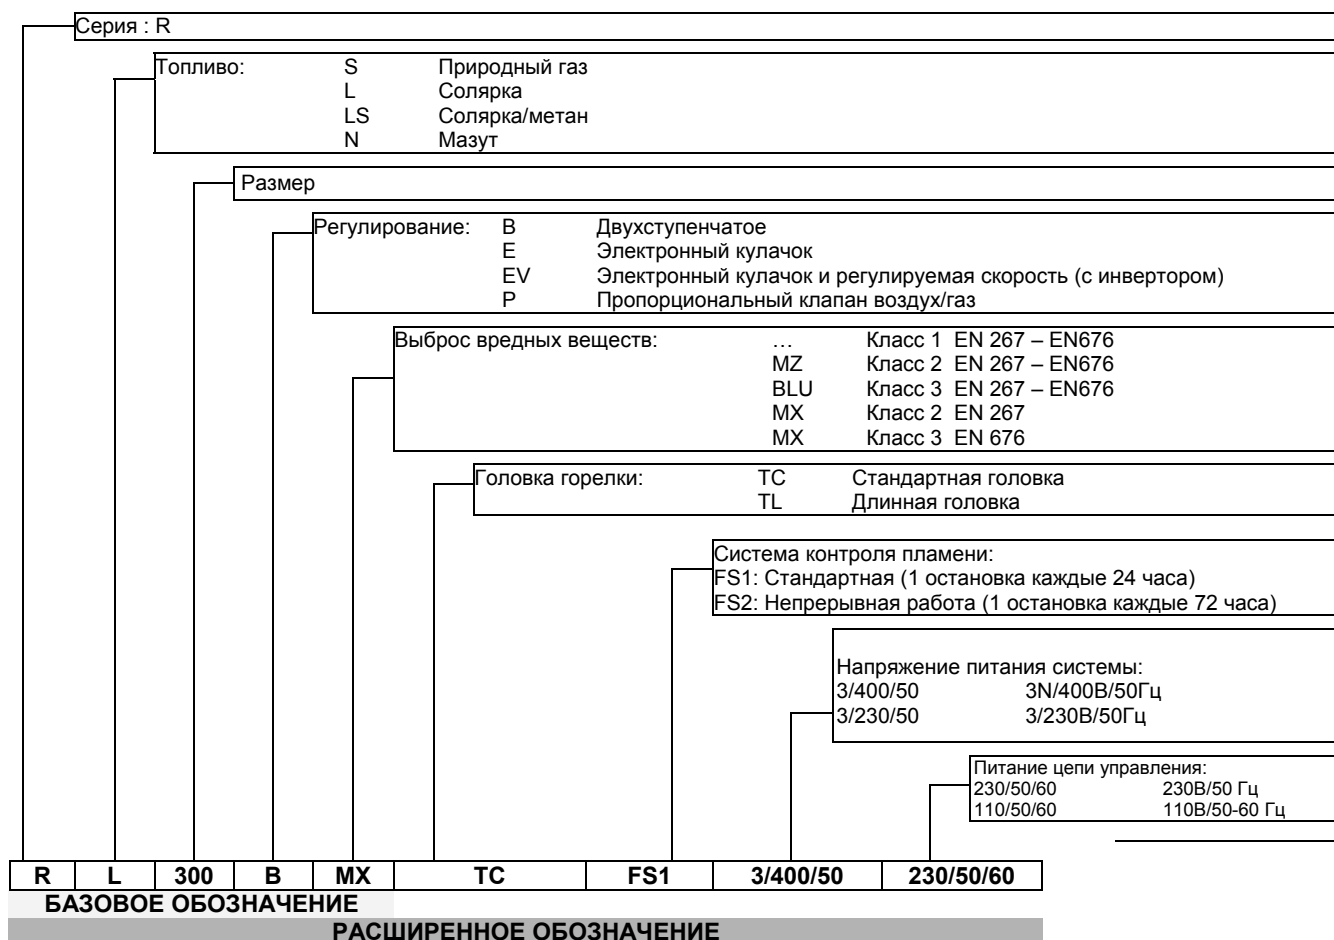 Серия : R
Топливо: S Природный газ
L Солярка
LS Солярка/метан
N Мазут
Размер
Регулирование: B Двухступенчатое
E Электронный кулачок
EV Электронный кулачок и регулируемая скорость (с инвертором)
P Пропорциональный клапан воздух/газ
Выброс вредных веществ: … Класс 1 EN 267 – EN676
MZ Класс 2 EN 267 – EN676
BLU Класс 3 EN 267 – EN676
MX Класс 2 EN 267
MX Класс 3 EN 676
Головка горелки: TC Стандартная головка
TL Длинная головка
Система контроля пламени:
FS1: Стандартная (1 остановка каждые 24 часа)
FS2: Непрерывная работа (1 остановка каждые 72 часа)
Напряжение питания системы:
3/400/50 3N/400В/50Гц
3/230/50 3/230В/50Гц
Питание цепи управления:
230/50/60 230В/50 Гц
110/50/60 110В/50-60 Гц
R L 300 B MX TC FS1 3/400/50 230/50/60
БАЗОВОЕ ОБОЗНАЧЕНИЕ
РАСШИРЕННОЕ ОБОЗНАЧЕНИЕ